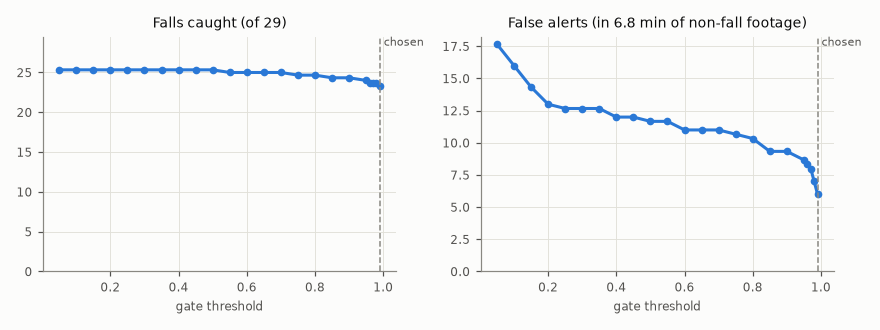 Falls caught (of 29)
chosen
25
20
15
10
5
0
0.2 0.4 0.6 0.8 1.0
gate threshold
False alerts (in 6.8 min of non-fall footage)
chosen
17.5
15.0
12.5
10.0
7.5
5.0
2.5
0.0
0.2 0.4 0.6 0.8 1.0
gate threshold